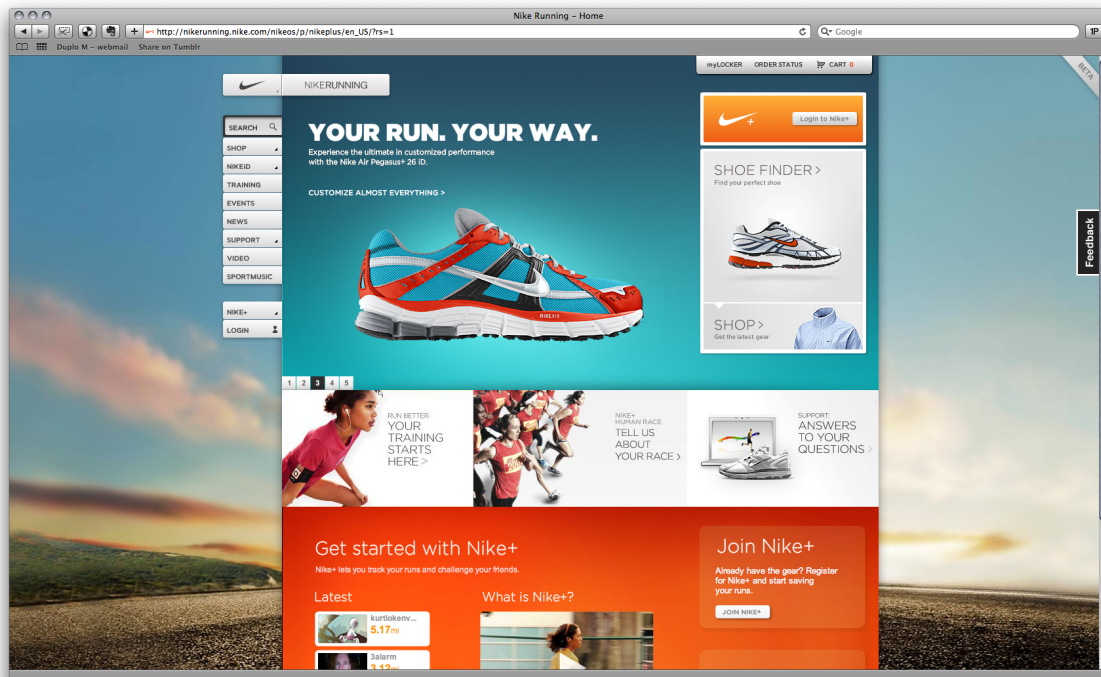 Nike Running – Home
http://nikerunning.nike.com/nikeos/p/nikeplus/en_US/?rs=1
Google
1P
Duplo M – webmail
Share on Tumblr
myLOCKER
ORDER STATUS
CART 0
BETA
NIKERUNNING
SEARCH
SHOP
NIKEiD
TRAINING
EVENTS
NEWS
SUPPORT
VIDEO
SPORTMUSIC
NIKE+
LOGIN
YOUR RUN. YOUR WAY.
Experience the ultimate in customized performance
with the Nike Air Pegasus+ 26 iD.
CUSTOMIZE ALMOST EVERYTHING >
NIKE AIR
1 2 3 4 5
Login to Nike+
SHOE FINDER >
Find your perfect shoe
SHOP >
Get the latest gear
Feedback
RUN BETTER
YOUR
TRAINING
STARTS
HERE >
NIKE+
HUMAN RACE
TELL US
ABOUT
YOUR RACE >
SUPPORT:
ANSWERS
TO YOUR
QUESTIONS >
Get started with Nike+
Nike+ lets you track your runs and challenge your friends.
Latest
kurtlokenv...
5.17mi
3alarm
3.12mi
What is Nike+?
Join Nike+
Already have the gear? Register
for Nike+ and start saving
your runs.
JOIN NIKE+